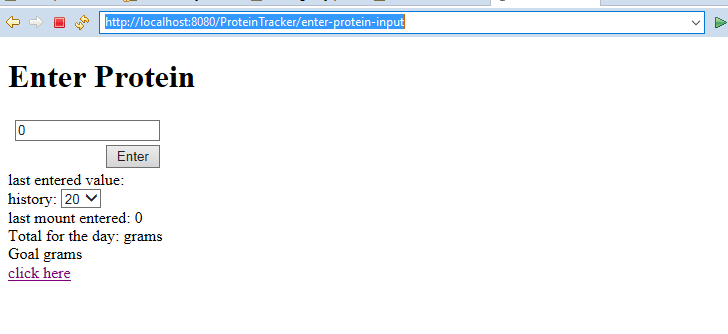 http://localhost:8080/ProteinTracker/enter-protein-input
Enter Protein
0
Enter
last entered value:
history: 20
last mount entered: 0
Total for the day: grams
Goal grams
click here